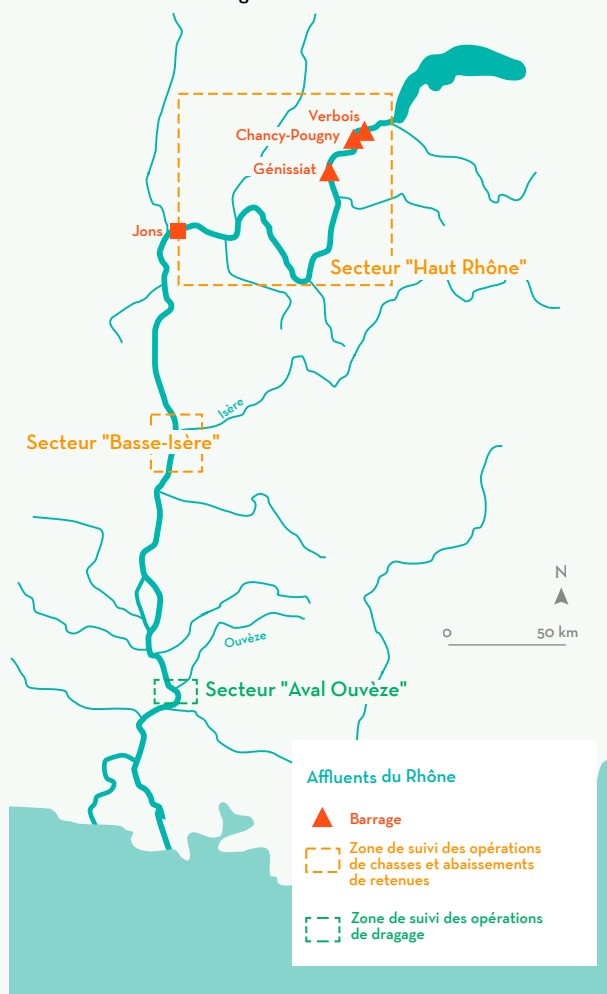 Verbois
Chancy-Pougny
Génissiat
Jons
Secteur "Haut Rhône"
Isère
Secteur "Basse-Isère"
N
0 50 km
Ouvèze
Secteur "Aval Ouvèze"
Affluents du Rhône
Barrage
Zone de suivi des opérations
de chasses et abaissements
de retenues
Zone de suivi des opérations
de dragage